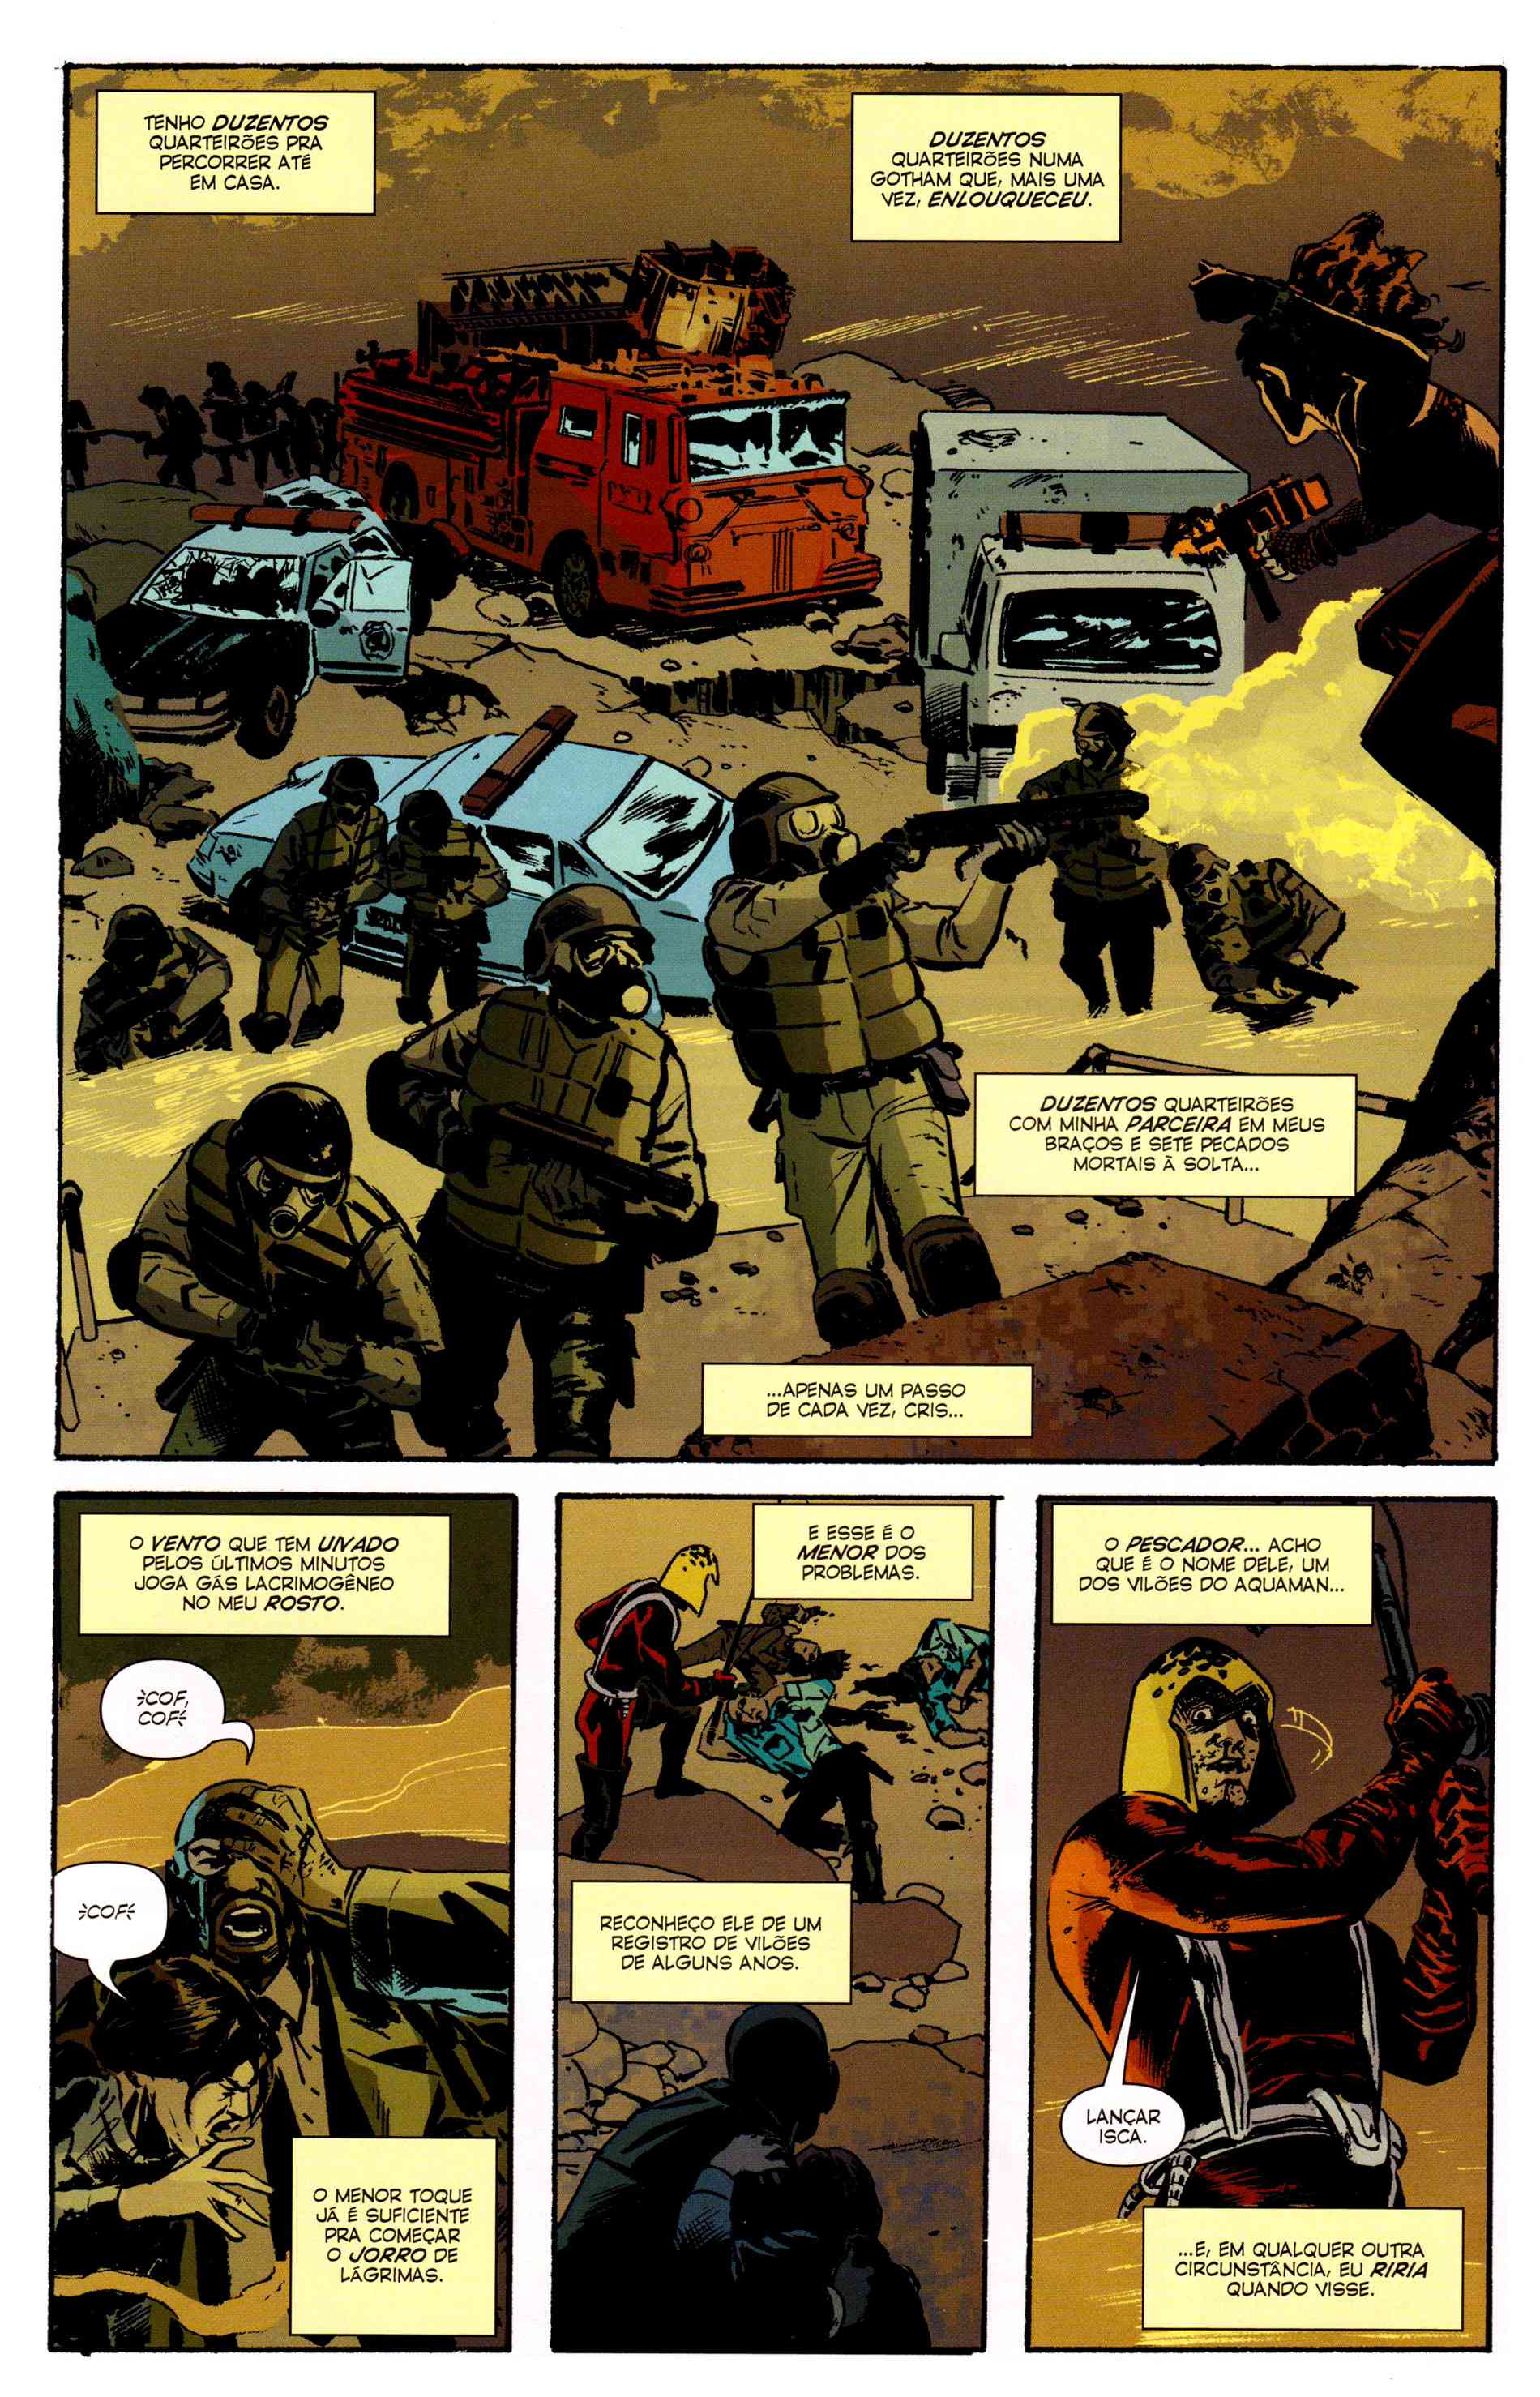 TENHO DUZENTOS
QUARTEIRÕES PRA
PERCORRER ATÉ
EM CASA.
DUZENTOS
QUARTEIRÕES NUMA
GOTHAM QUE, MAIS UMA
VEZ, ENLOUQUECEU.
DUZENTOS QUARTEIRÕES
COM MINHA PARCEIRA EM MEUS
BRAÇOS E SETE PECADOS
MORTAIS À SOLTA...
...APENAS UM PASSO
DE CADA VEZ, CRIS...
O VENTO QUE TEM UIVADO
PELOS ÚLTIMOS MINUTOS
JOGA GÁS LACRIMOGÊNEO
NO MEU ROSTO.
COF,
COF
COF
O MENOR TOQUE
JÁ É SUFICIENTE
PRA COMEÇAR
O JORRO DE
LÁGRIMAS.
E ESSE É O
MENOR DOS
PROBLEMAS.
RECONHEÇO ELE DE UM
REGISTRO DE VILÕES
DE ALGUNS ANOS.
O PESCADOR... ACHO
QUE É O NOME DELE, UM
DOS VILÕES DO AQUAMAN...
LANÇAR
ISCA.
...E, EM QUALQUER OUTRA
CIRCUNSTÂNCIA, EU RIRIA
QUANDO VISSE.